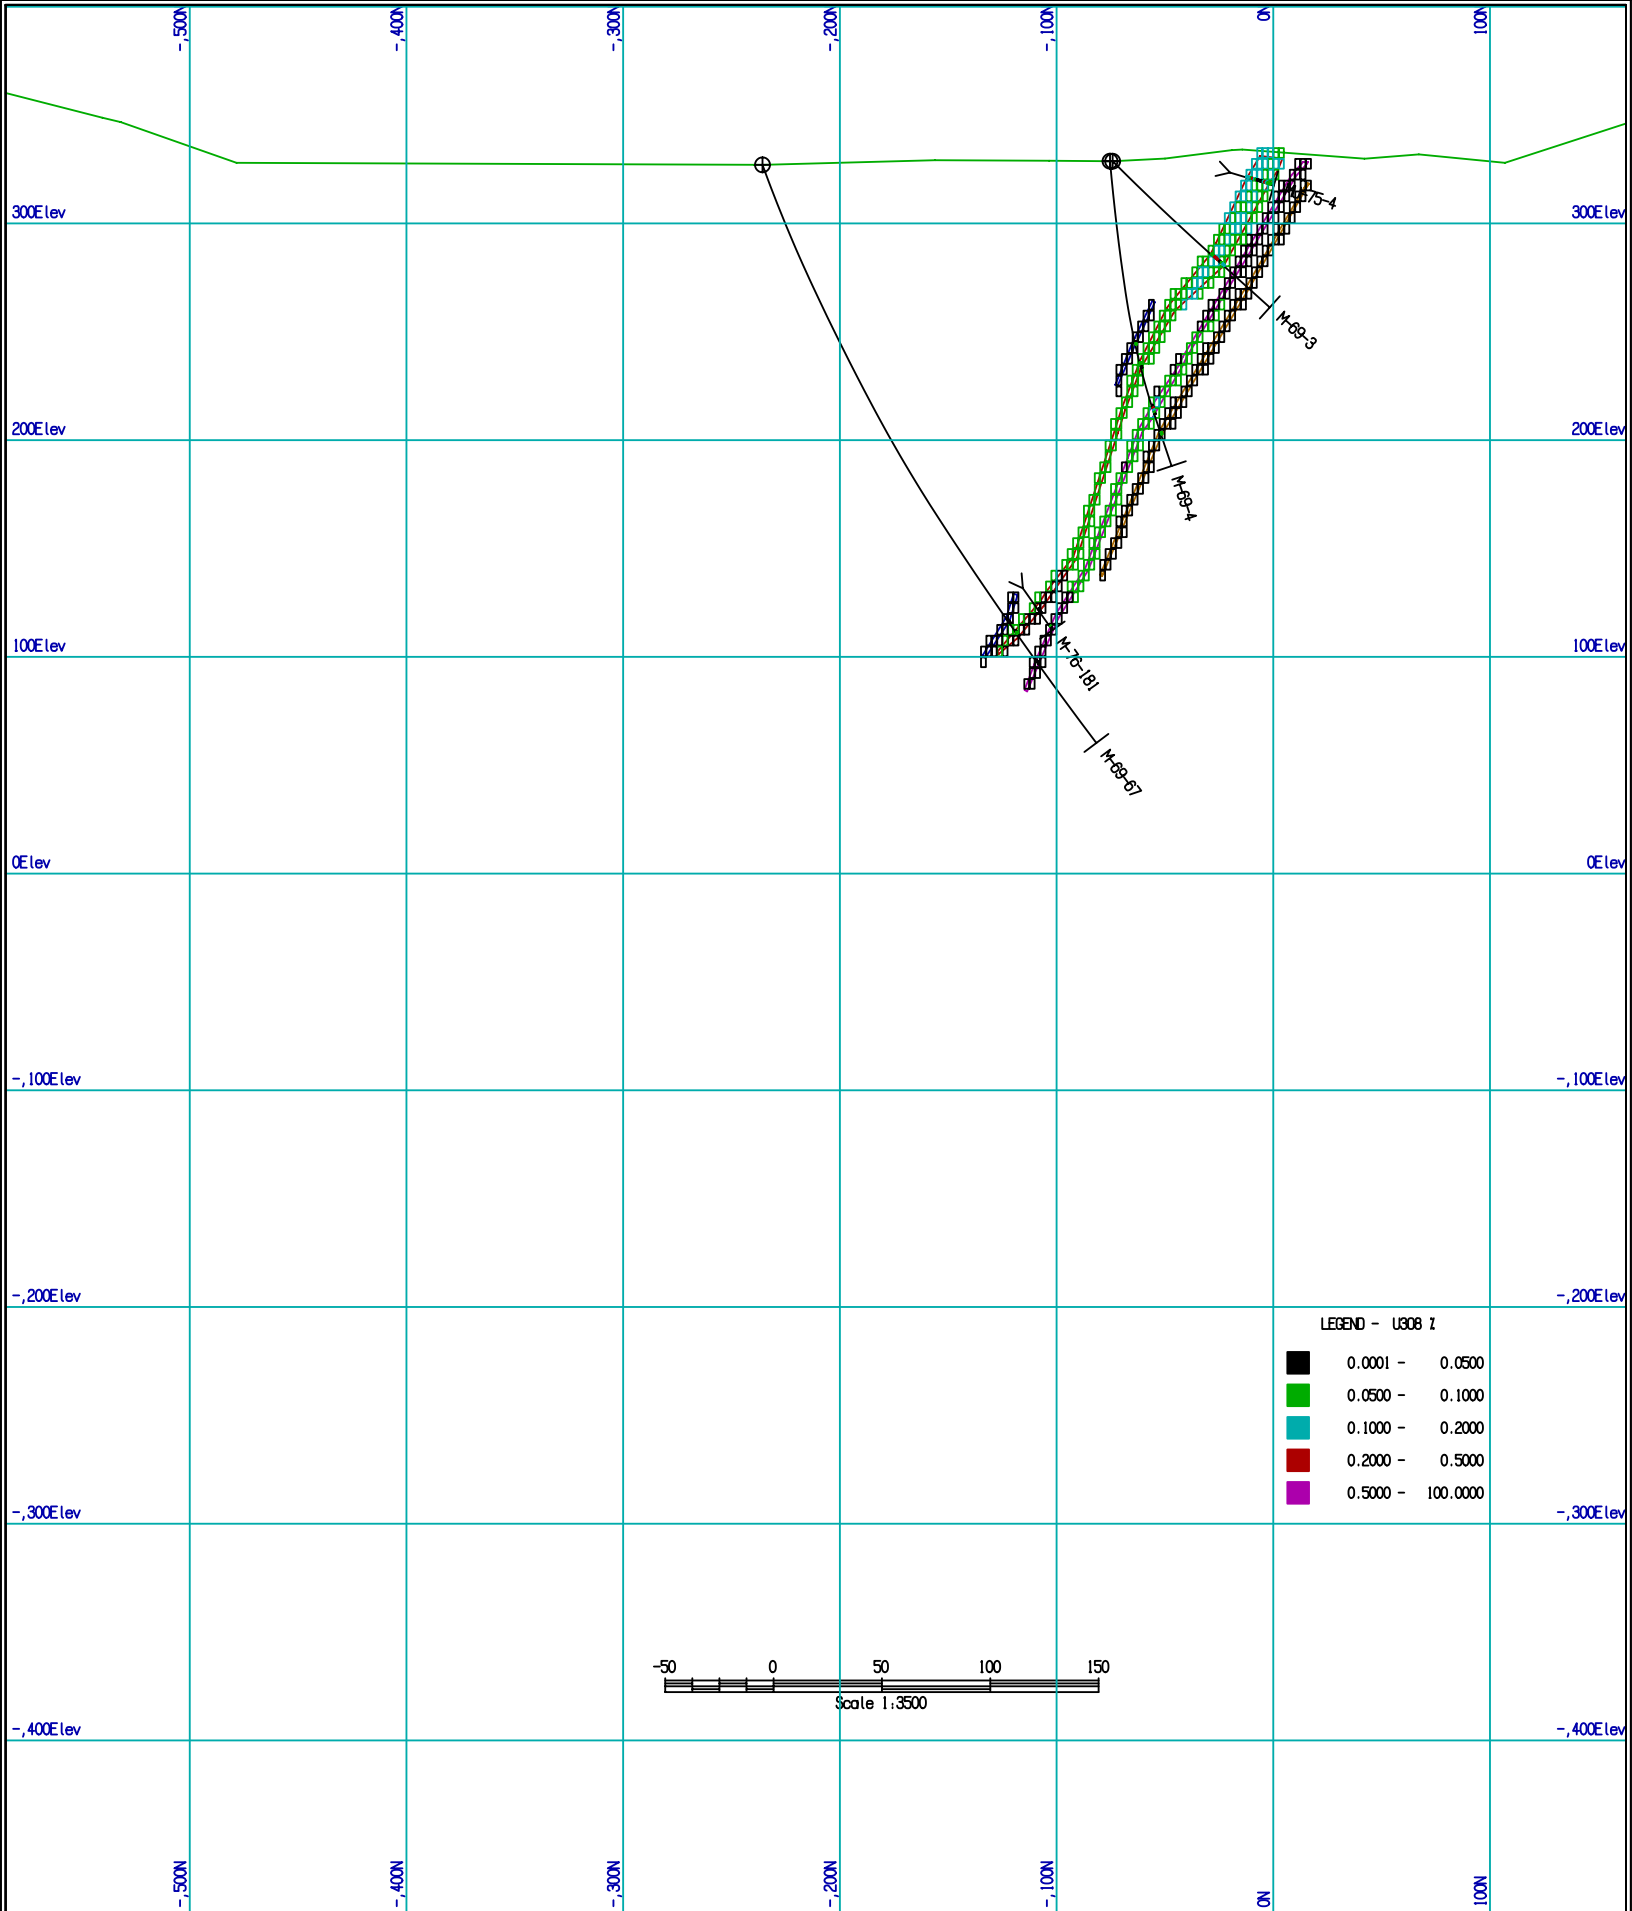 -,500N
-,400N
-,300N
-,200N
-,100N
0N
100N
75-4
300Elev
300Elev
M-69-3
200Elev
200Elev
M-69-4
100Elev
100Elev
M-76-181
M-69-67
0Elev
0Elev
-,100Elev
-,100Elev
-,200Elev
-,200Elev
LEGEND - U3O8 %
0.0001 - 0.0500
0.0500 - 0.1000
0.1000 - 0.2000
0.2000 - 0.5000
0.5000 - 100.0000
-,300Elev
-,300Elev
-50 0 50 100 150
Scale 1:3500
-,400Elev
-,400Elev
-,500N
-,400N
-,300N
-,200N
-,100N
0N
100N